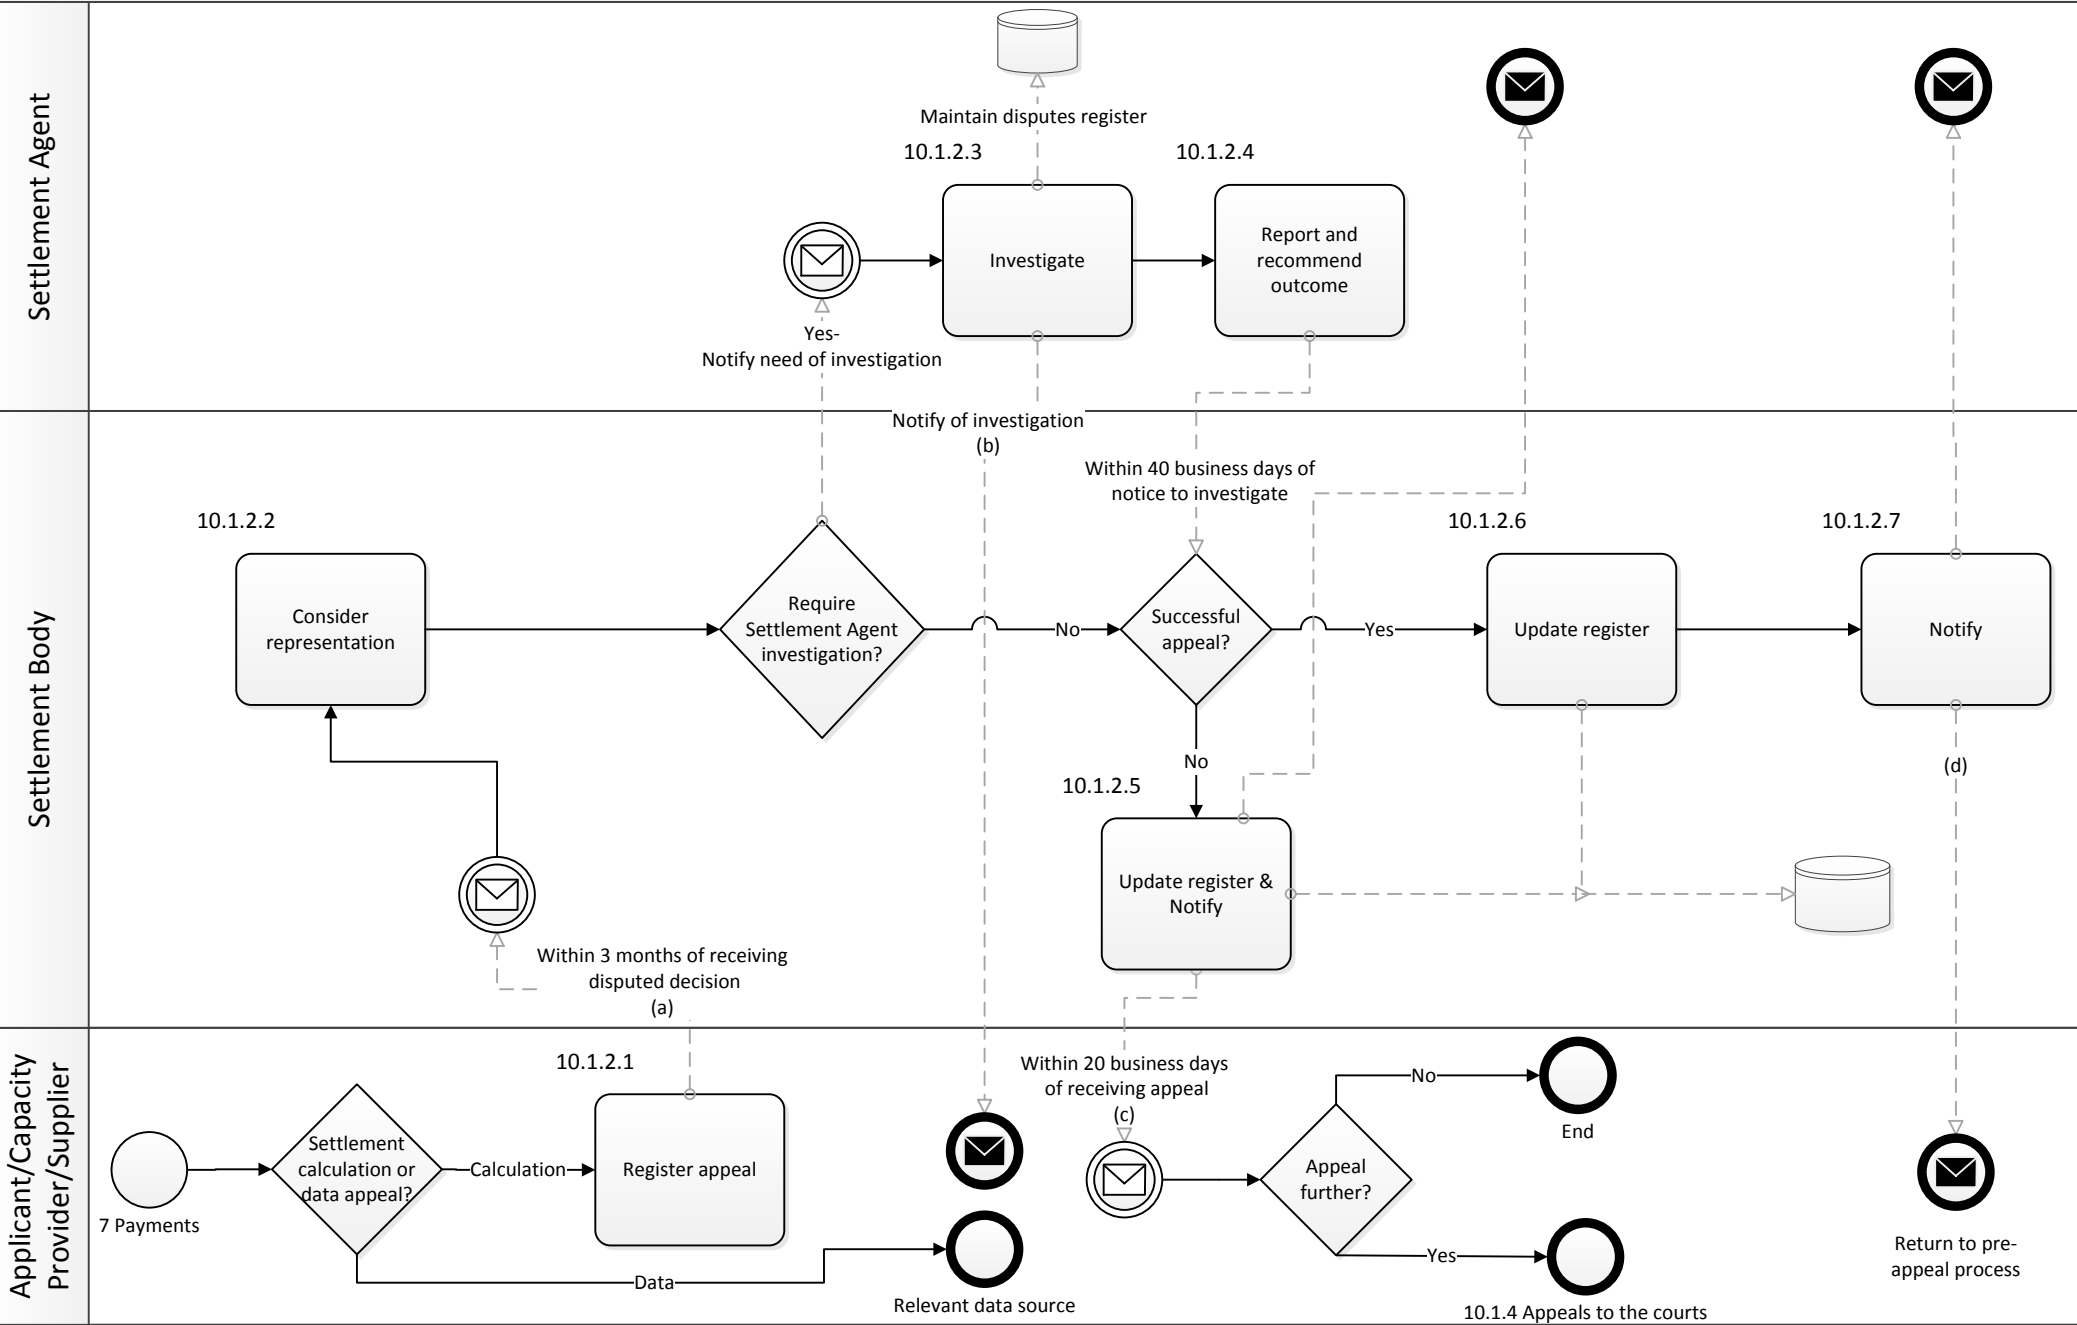 Settlement Agent
Maintain disputes register
10.1.2.3
10.1.2.4
Investigate
Report and
recommend
outcome
Yes-
Notify need of investigation
Settlement Body
Notify of investigation
(b)
Within 40 business days of
notice to investigate
10.1.2.2
10.1.2.6
10.1.2.7
Consider
representation
Require
Settlement Agent
investigation?
No
Successful
appeal?
Yes
Update register
Notify
No
10.1.2.5
(d)
Update register &
Notify
Within 3 months of receiving
disputed decision
(a)
Applicant/Capacity
Provider/Supplier
10.1.2.1
7 Payments
Settlement
calculation or
data appeal?
Calculation
Register appeal
Data
Relevant data source
Within 20 business days
of receiving appeal
(c)
Appeal
further?
No
End
Yes
10.1.4 Appeals to the courts
Return to pre-
appeal process